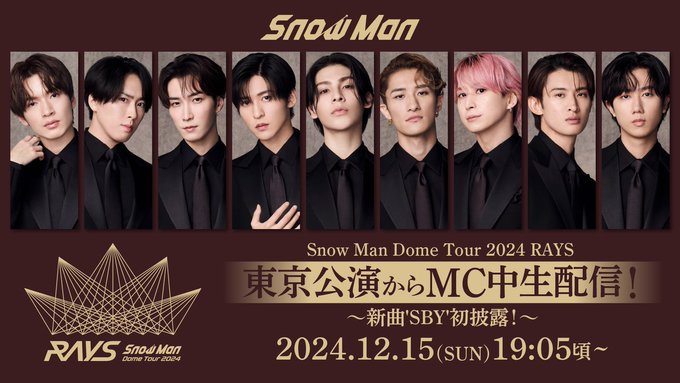 Snow Man
Snow Man Dome Tour 2024 RAYS
東京公演からMC中生配信!
～新曲'SBY'初披露!～
2024.12.15(SUN) 19:05頃~
RAYS Snow Man
Dome Tour 2024